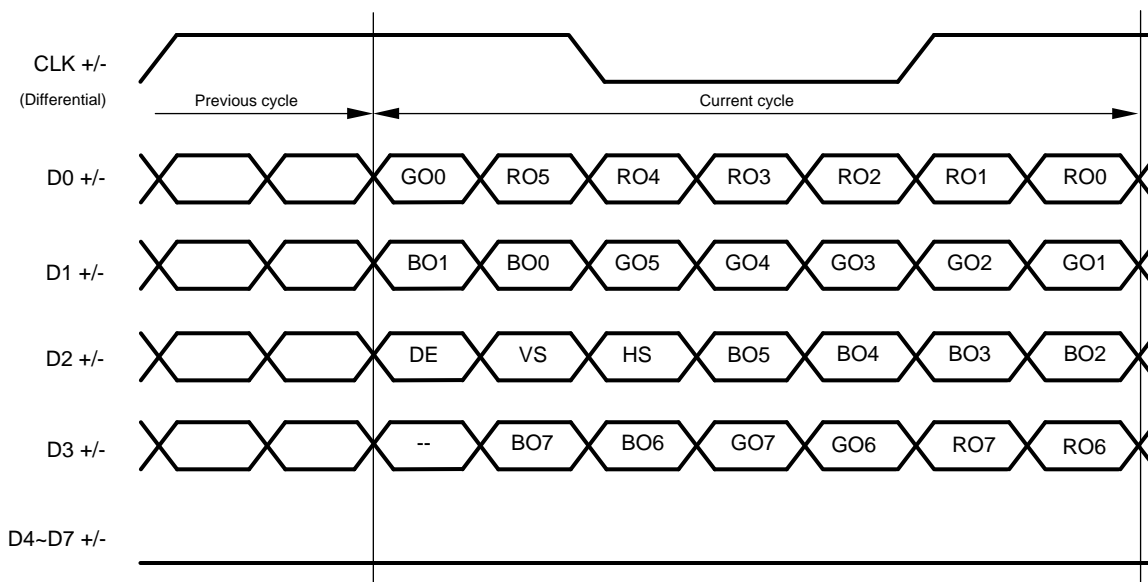 CLK +/-
(Differential)
Previous cycle
Current cycle
D0 +/-
GO0 RO5 RO4 RO3 RO2 RO1 RO0
D1 +/-
BO1 BO0 GO5 GO4 GO3 GO2 GO1
D2 +/-
DE VS HS BO5 BO4 BO3 BO2
D3 +/-
-- BO7 BO6 GO7 GO6 RO7 RO6
D4~D7 +/-